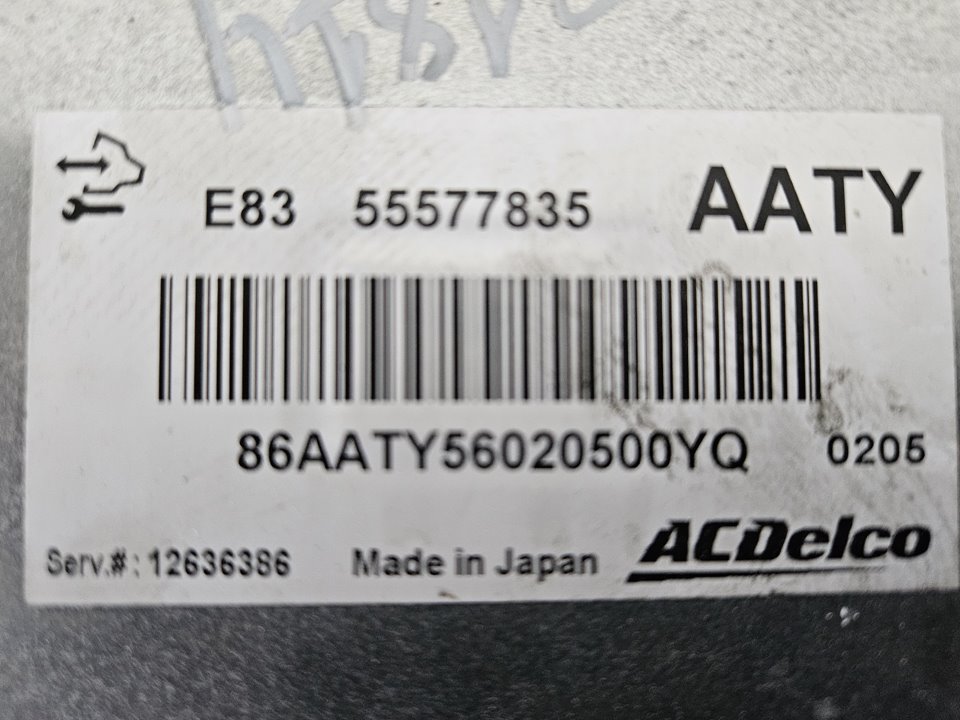 E83 55577835 AATY
86AATY56020500YQ 0205
Serv.#: 12636386 Made in Japan ACDelco